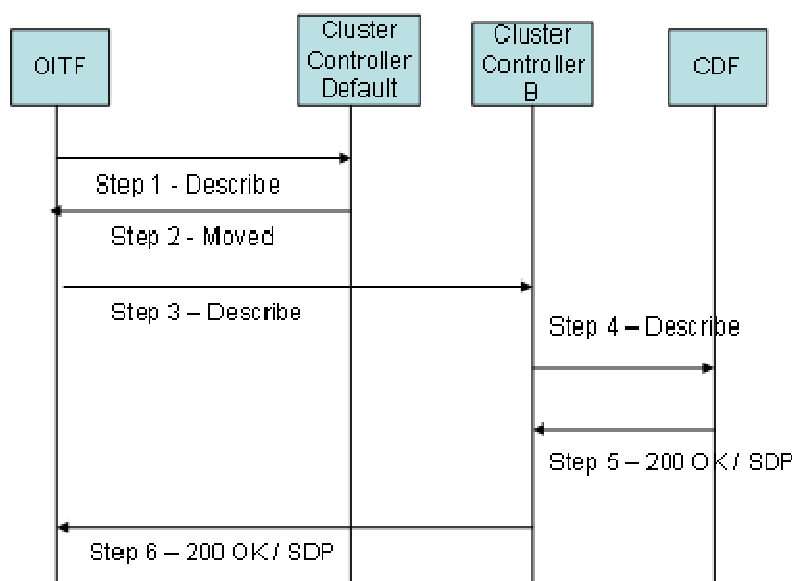 OITF
Cluster
Controller
Default
Cluster
Controller
B
CDF
Step 1 - Describe
Step 2 - Moved
Step 3 – Describe
Step 4 – Describe
Step 5 – 200 OK / SDP
Step 6 – 200 OK / SDP